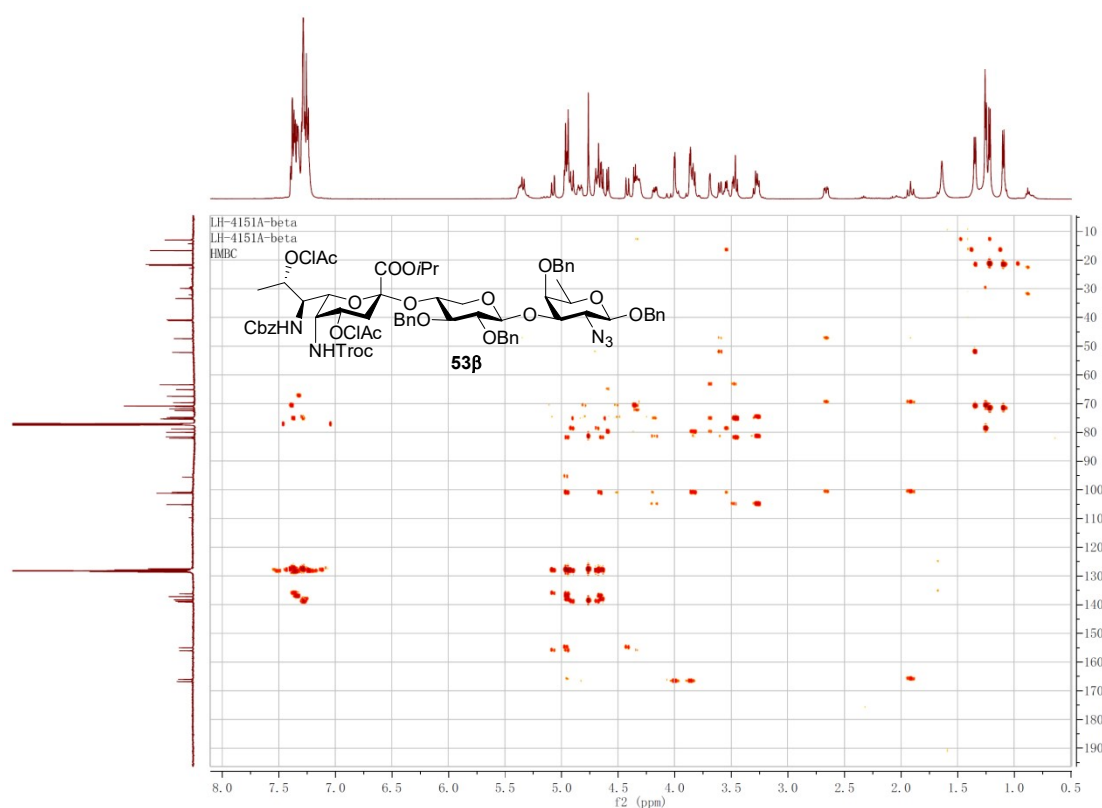 LH-4151A-beta
LH-4151A-beta
HMBC
OClAc
COOiPr
OBn
O
O
O
O
O
OBn
CbzHN
OClAc
BnO
OBn
N3
NHTroc
53β
10
20
30
40
50
60
70
80
90
100
110
120
130
140
150
160
170
180
190
8.0 7.5 7.0 6.5 6.0 5.5 5.0 4.5 4.0 3.5 3.0 2.5 2.0 1.5 1.0 0.5
f2 (ppm)